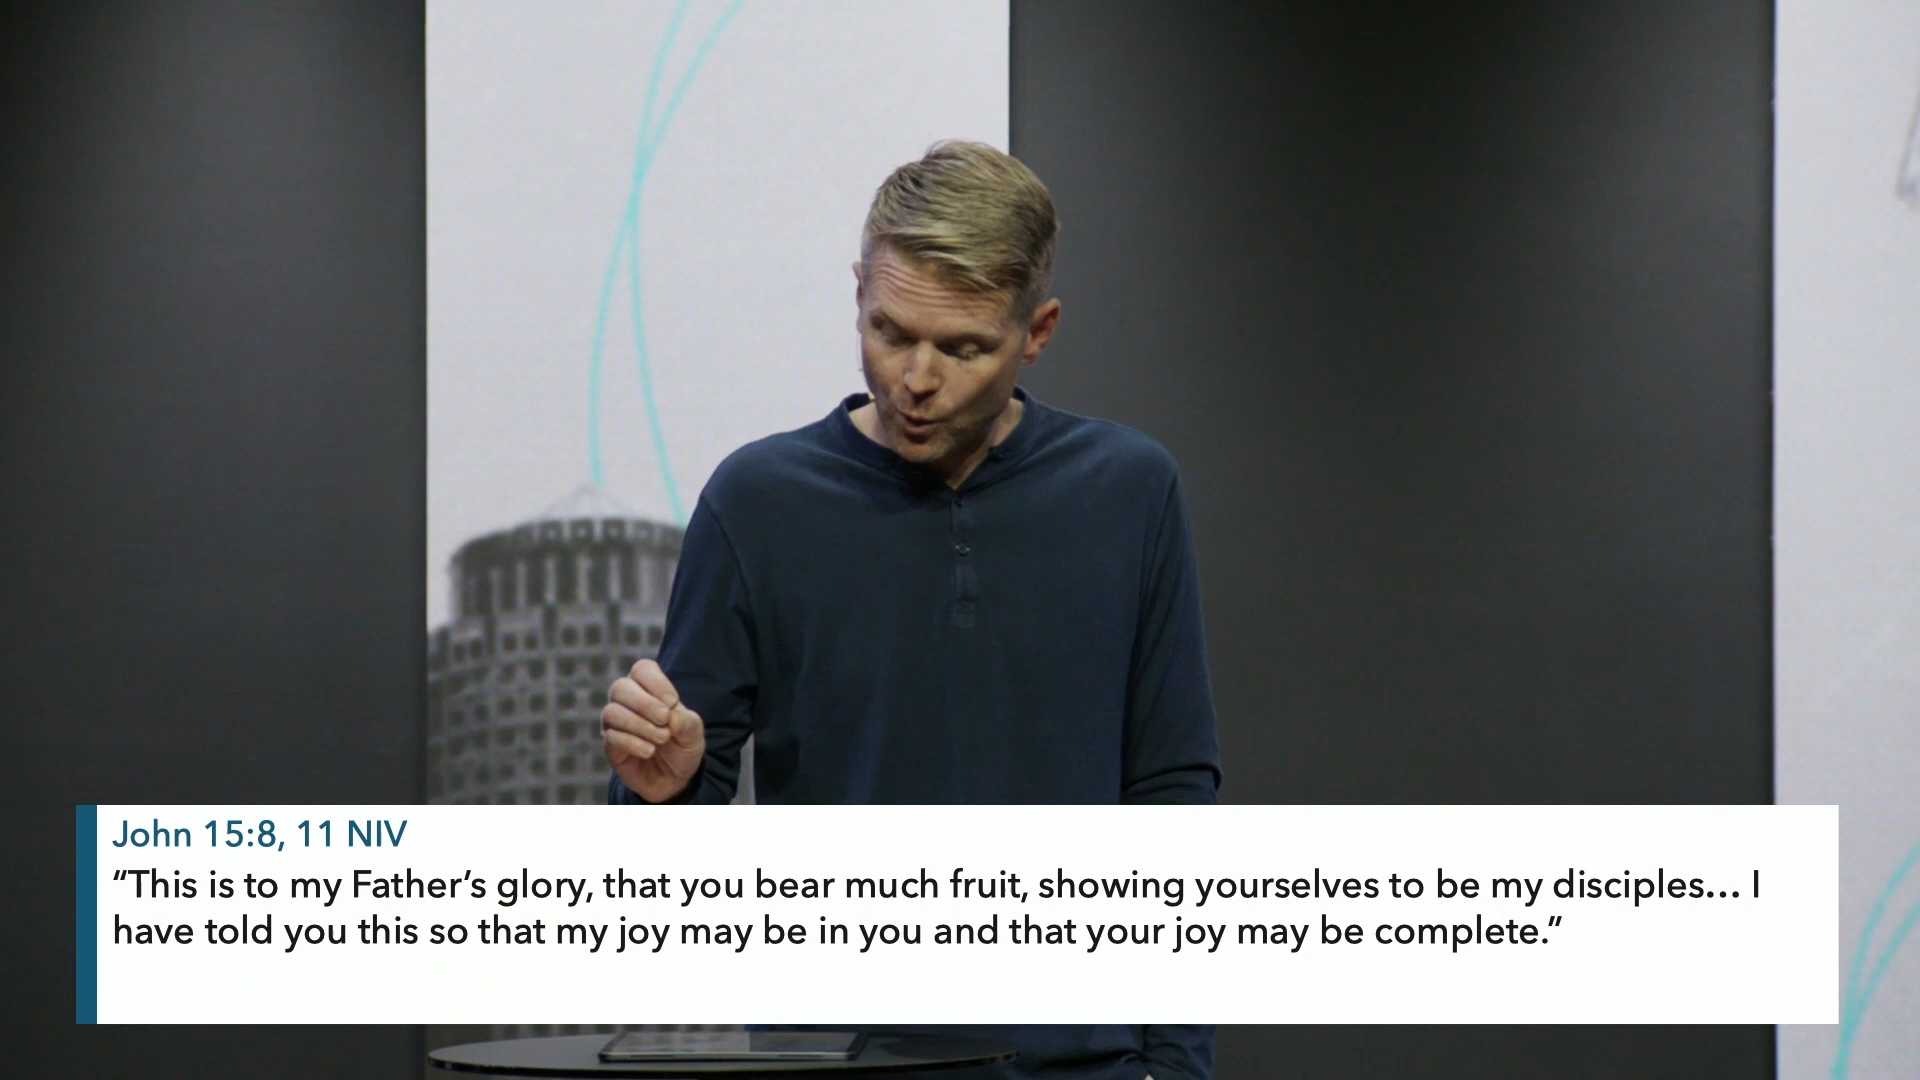 John 15:8, 11 NIV
“This is to my Father’s glory, that you bear much fruit, showing yourselves to be my disciples… I
have told you this so that my joy may be in you and that your joy may be complete.”